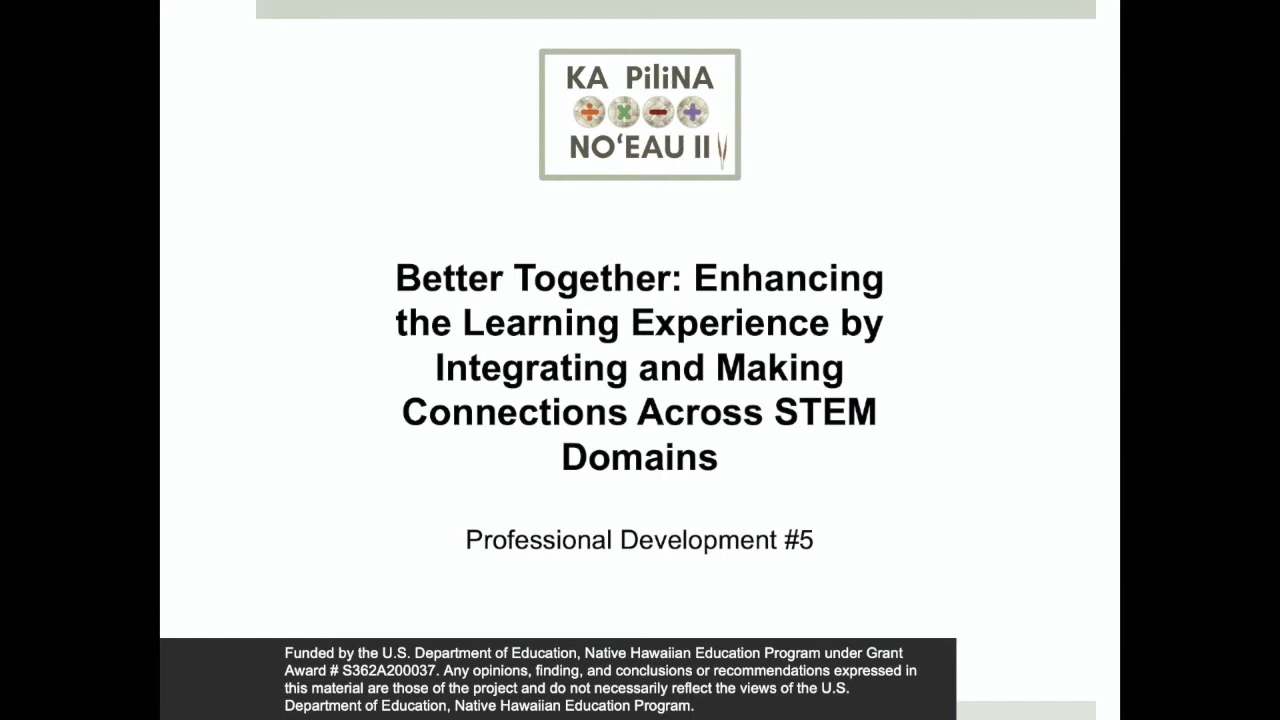 KA PiliNA
NOʻEAU II
Better Together: Enhancing
the Learning Experience by
Integrating and Making
Connections Across STEM
Domains
Professional Development #5
Funded by the U.S. Department of Education, Native Hawaiian Education Program under Grant
Award # S362A200037. Any opinions, finding, and conclusions or recommendations expressed in
this material are those of the project and do not necessarily reflect the views of the U.S.
Department of Education, Native Hawaiian Education Program.